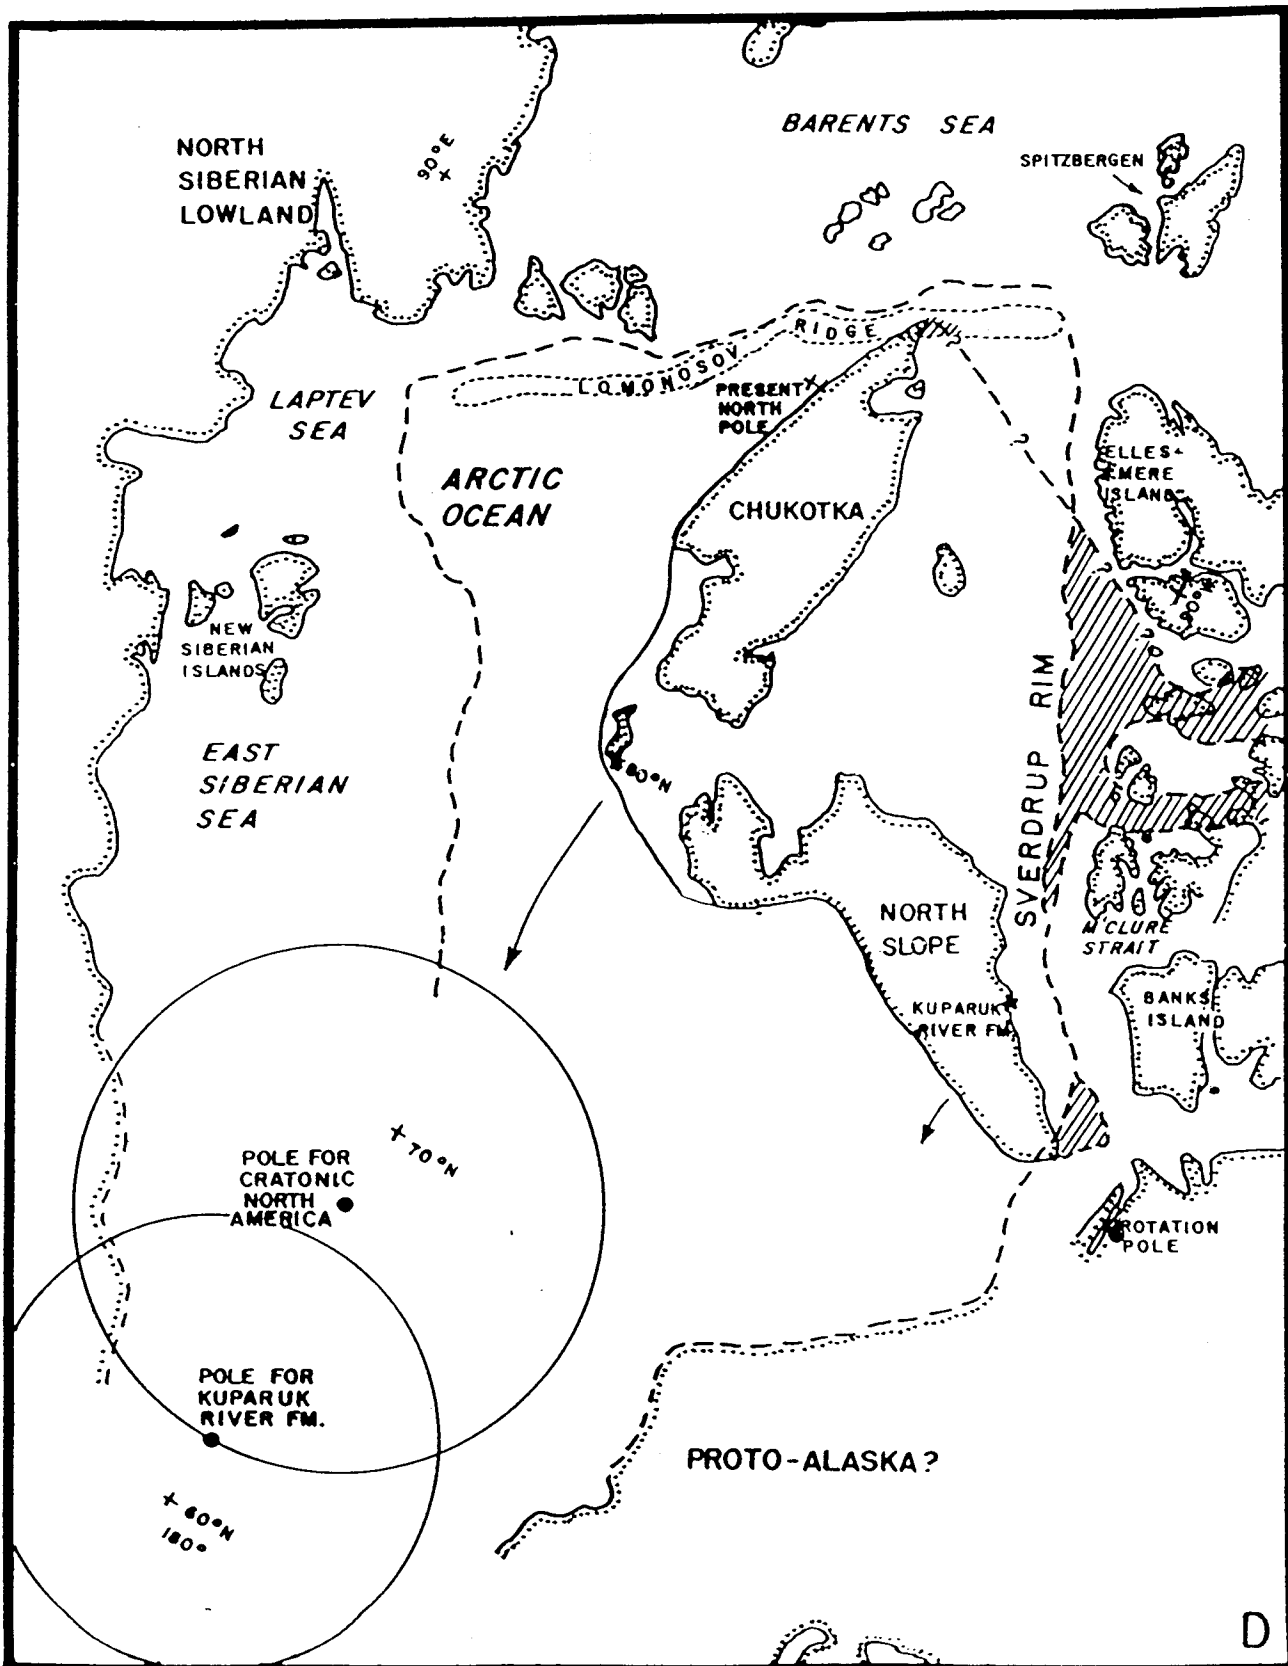 BARENTS SEA
NORTH
SIBERIAN
LOWLAND
90°E
SPITZBERGEN
LOMONOSOV RIDGE
PRESENT
NORTH
POLE
LAPTEV
SEA
ARCTIC
OCEAN
CHUKOTKA
?
ELLES-
MERE
ISLAND
90°W
NEW
SIBERIAN
ISLANDS
EAST
SIBERIAN
SEA
80°N
SVERDRUP RIM
NORTH
SLOPE
M'CLURE
STRAIT
KUPARUK
RIVER FM.
BANKS
ISLAND
70°N
POLE FOR
CRATONIC
NORTH
AMERICA
ROTATION
POLE
POLE FOR
KUPARUK
RIVER FM.
PROTO-ALASKA?
60°N
180°
D